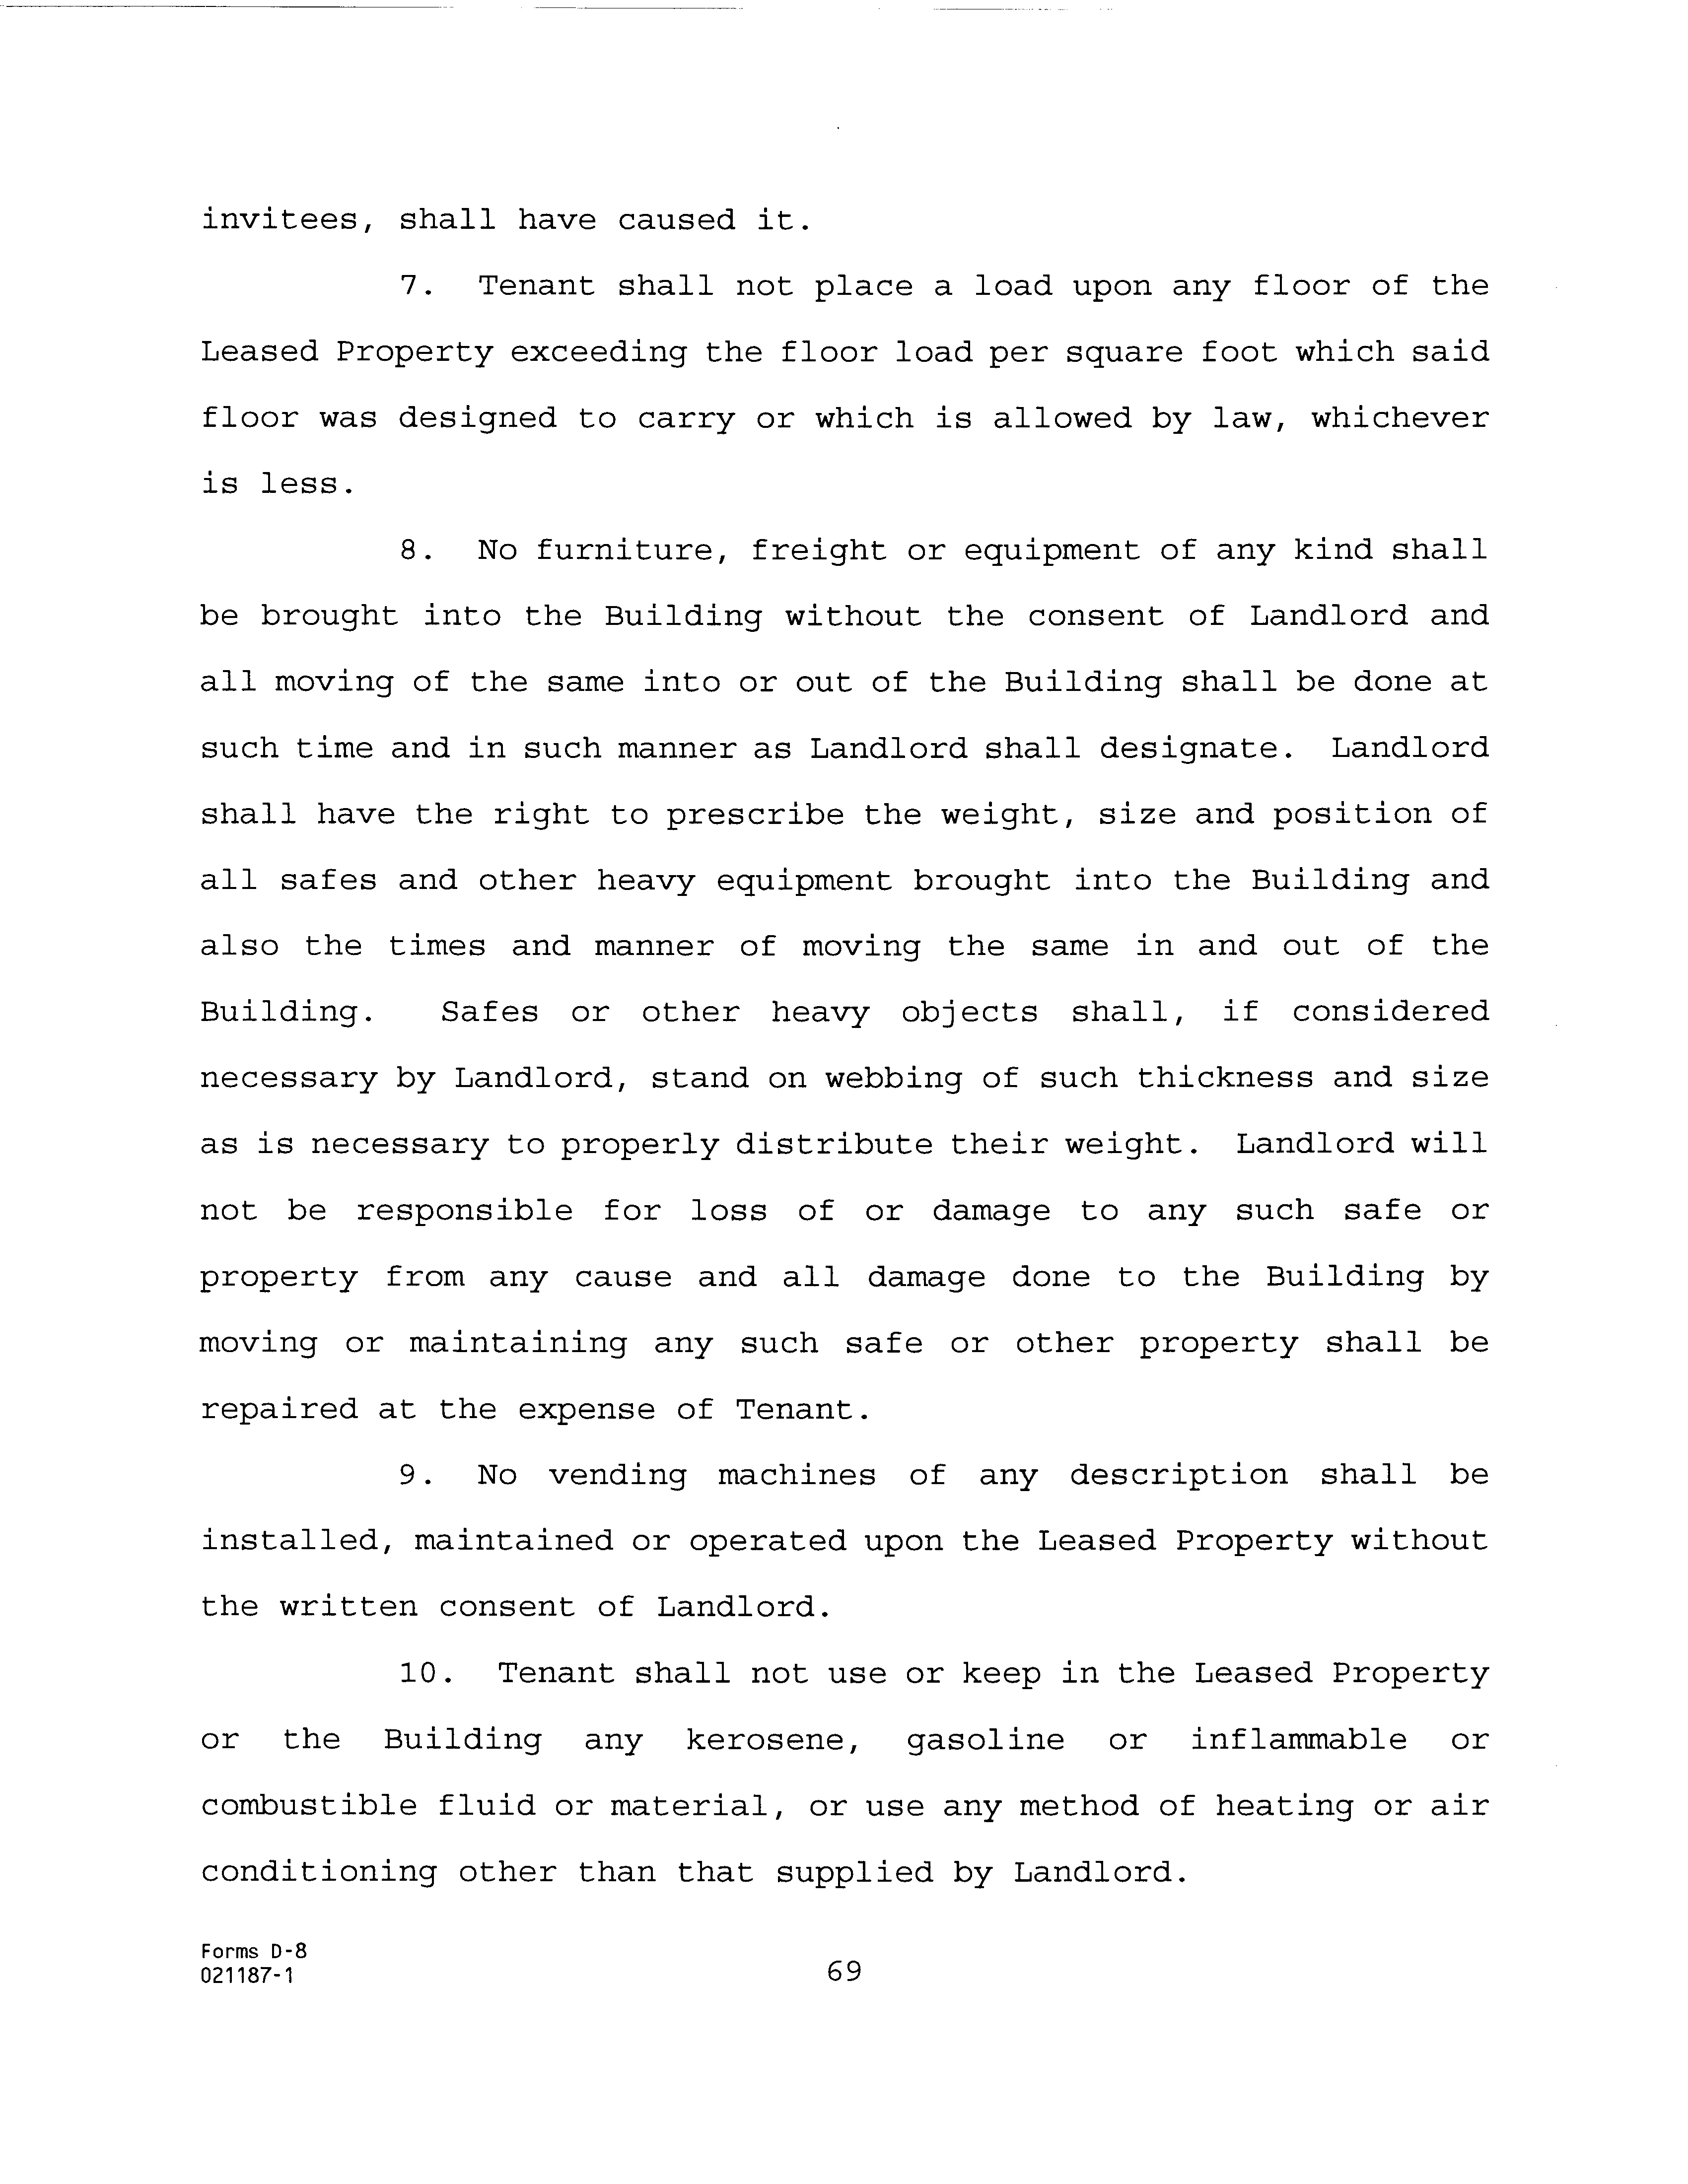 invitees, shall have caused it.
7. Tenant shall not place a load upon any floor of the
Leased Property exceeding the floor load per square foot which said
floor was designed to carry or which is allowed by law, whichever
is less.
8. No furniture, freight or equipment of any kind shall
be brought into the Building without the consent of Landlord and
all moving of the same into or out of the Building shall be done at
such time and in such manner as Landlord shall designate. Landlord
shall have the right to prescribe the weight, size and position of
all safes and other heavy equipment brought into the Building and
also the times and manner of moving the same in and out of the
Building. Safes or other heavy objects shall, if considered
necessary by Landlord, stand on webbing of such thickness and size
as is necessary to properly distribute their weight. Landlord will
not be responsible for loss of or damage to any such safe or
property from any cause and all damage done to the Building by
moving or maintaining any such safe or other property shall be
repaired at the expense of Tenant.
9. No vending machines of any description shall be
installed, maintained or operated upon the Leased Property without
the written consent of Landlord.
10. Tenant shall not use or keep in the Leased Property
or the Building any kerosene, gasoline or inflammable or
combustible fluid or material, or use any method of heating or air
conditioning other than that supplied by Landlord.
Forms D-8
021187-1
69